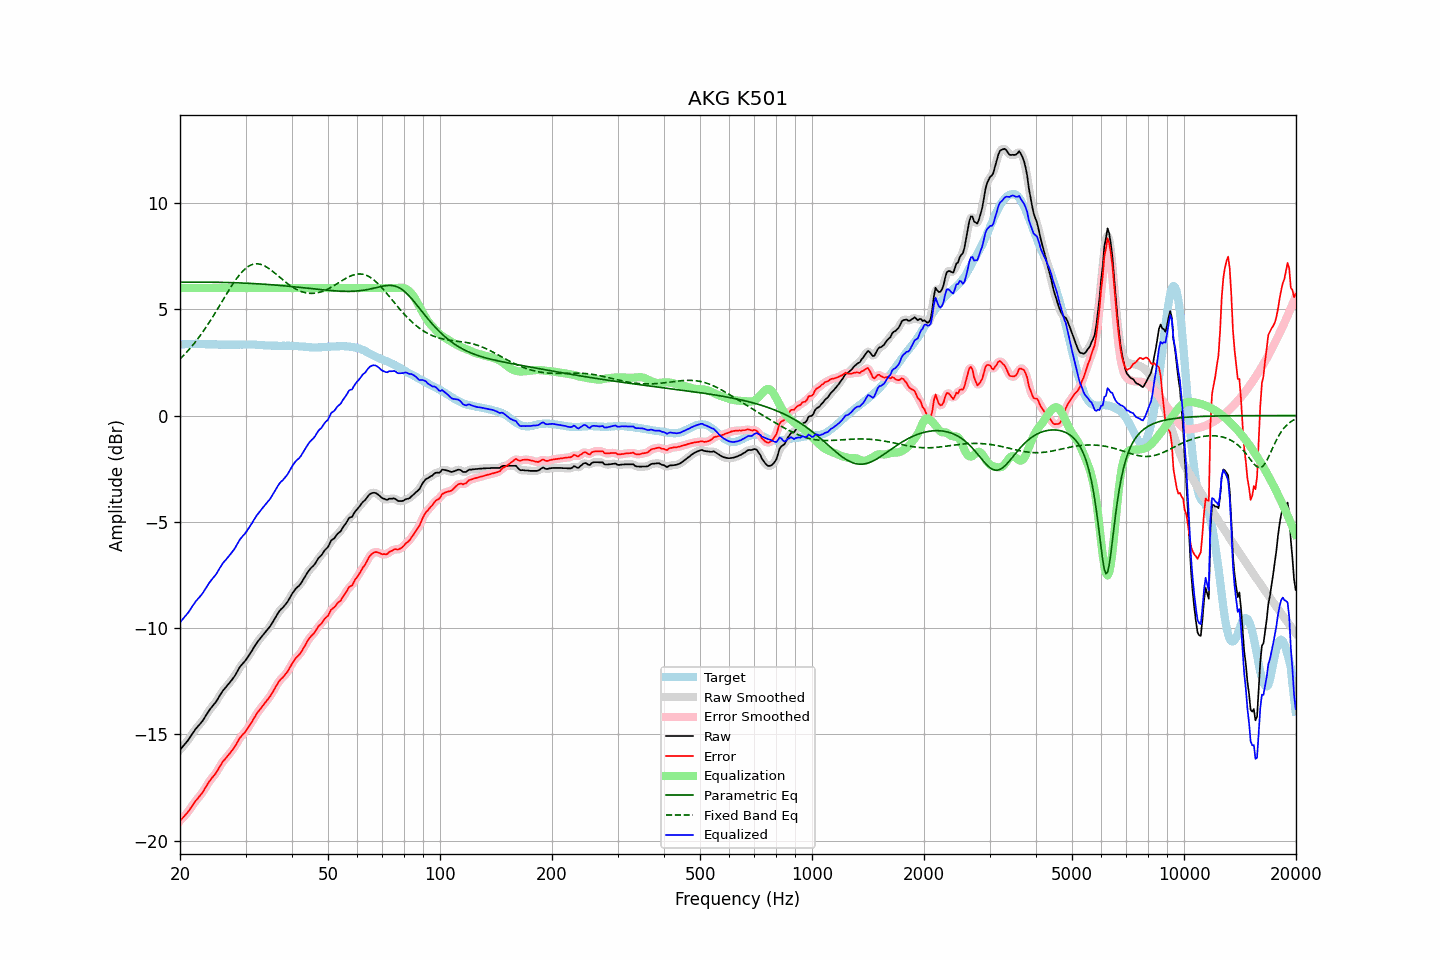 AKG K501
Amplitude (dBr)
10
5
0
−5
−10
−15
−20
Target
Raw Smoothed
Error Smoothed
Raw
Error
Equalization
Parametric Eq
Fixed Band Eq
Equalized
20
50
100
200
500
1000
2000
5000
10000
20000
Frequency (Hz)